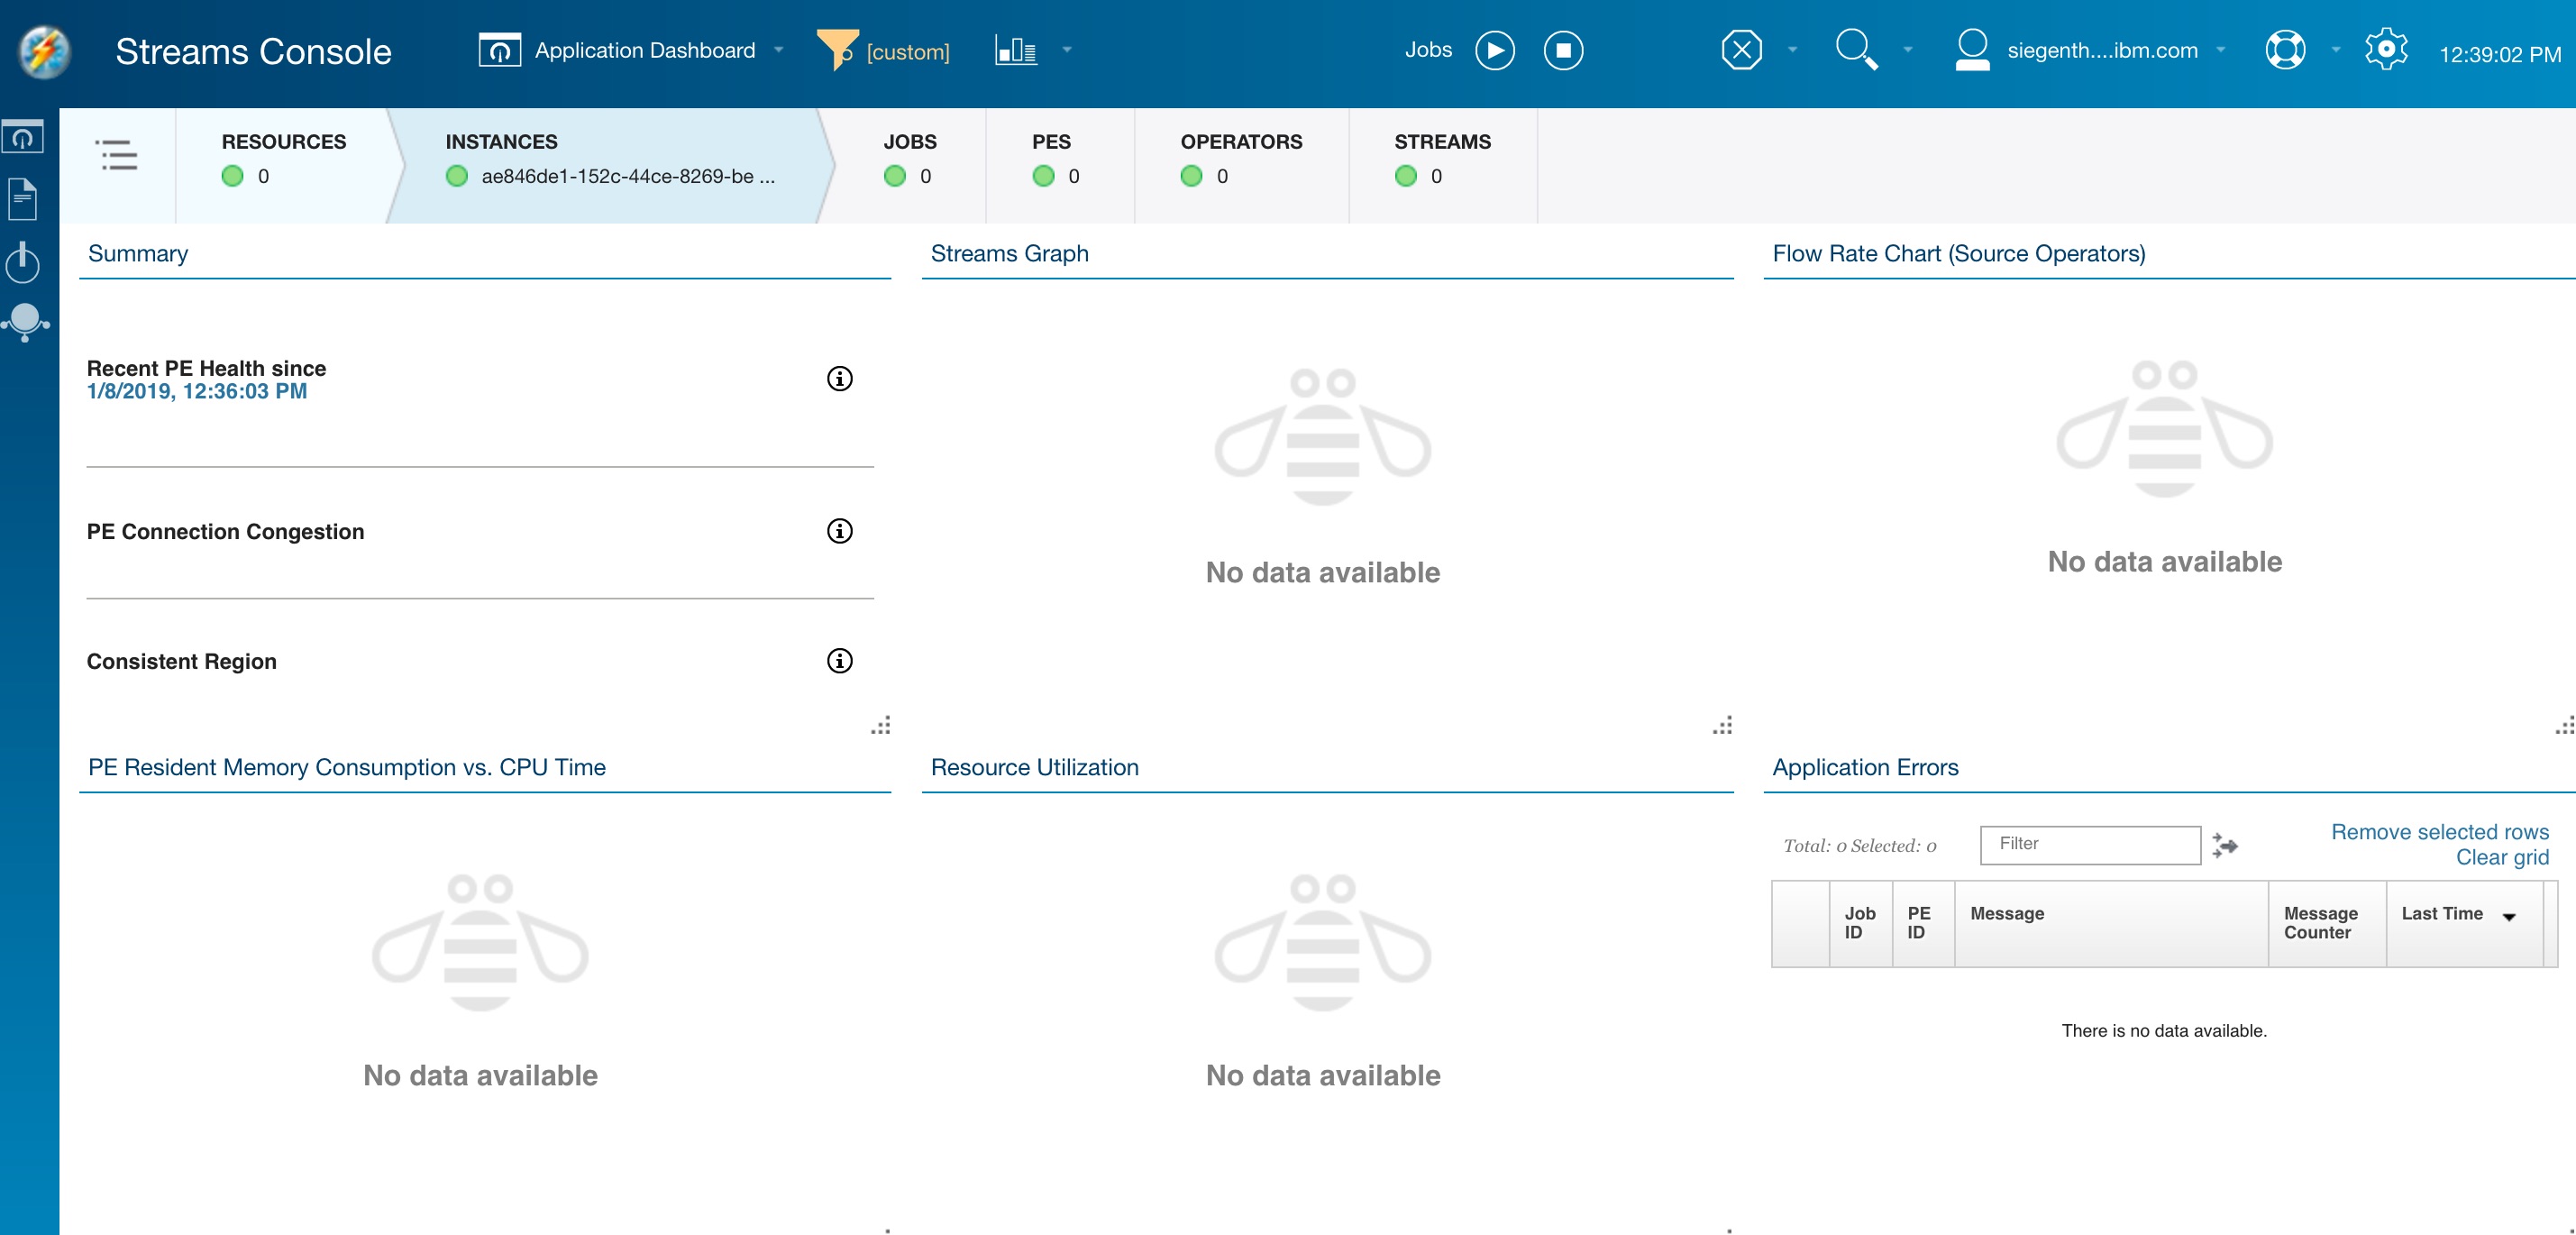 Streams Console
Application Dashboard
[custom]
Jobs
siegenth....ibm.com
12:39:02 PM
RESOURCES
0
INSTANCES
ae846de1-152c-44ce-8269-be ...
JOBS
0
PES
0
OPERATORS
0
STREAMS
0
Summary
Recent PE Health since
1/8/2019, 12:36:03 PM
PE Connection Congestion
Consistent Region
Streams Graph
No data available
Flow Rate Chart (Source Operators)
No data available
PE Resident Memory Consumption vs. CPU Time
No data available
Resource Utilization
No data available
Application Errors
Total: 0 Selected: 0
Filter
Remove selected rows
Clear grid
Job ID
PE ID
Message
Message Counter
Last Time
There is no data available.